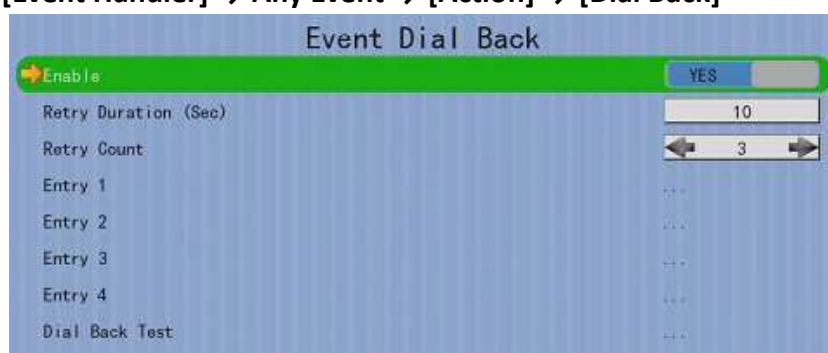 [Event Handler] → Any Event → [Action] → [Dial Back]
Event Dial Back
Enable YES
Retry Duration (Sec) 10
Retry Count 3
Entry 1 ...
Entry 2 ...
Entry 3 ...
Entry 4 ...
Dial Back Test ...